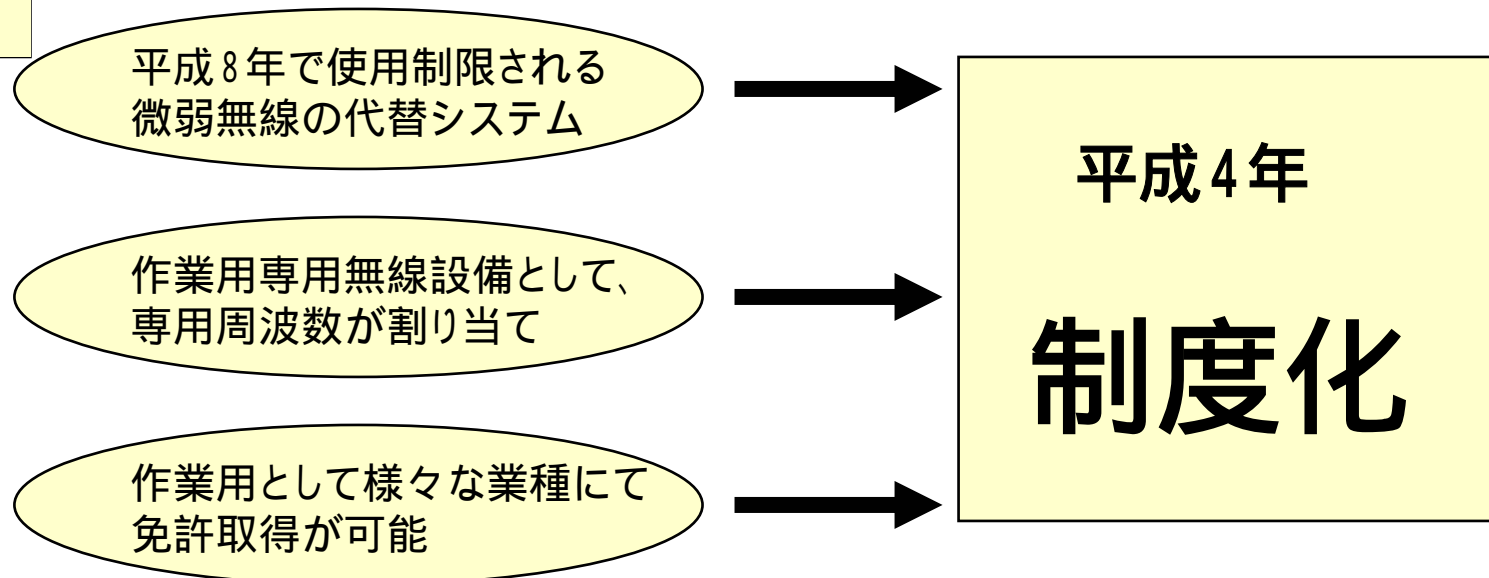 平成8年で使用制限される
微弱無線の代替システム
作業用専用無線設備として、
専用周波数が割り当て
作業用として様々な業種にて
免許取得が可能
平成4年
制度化